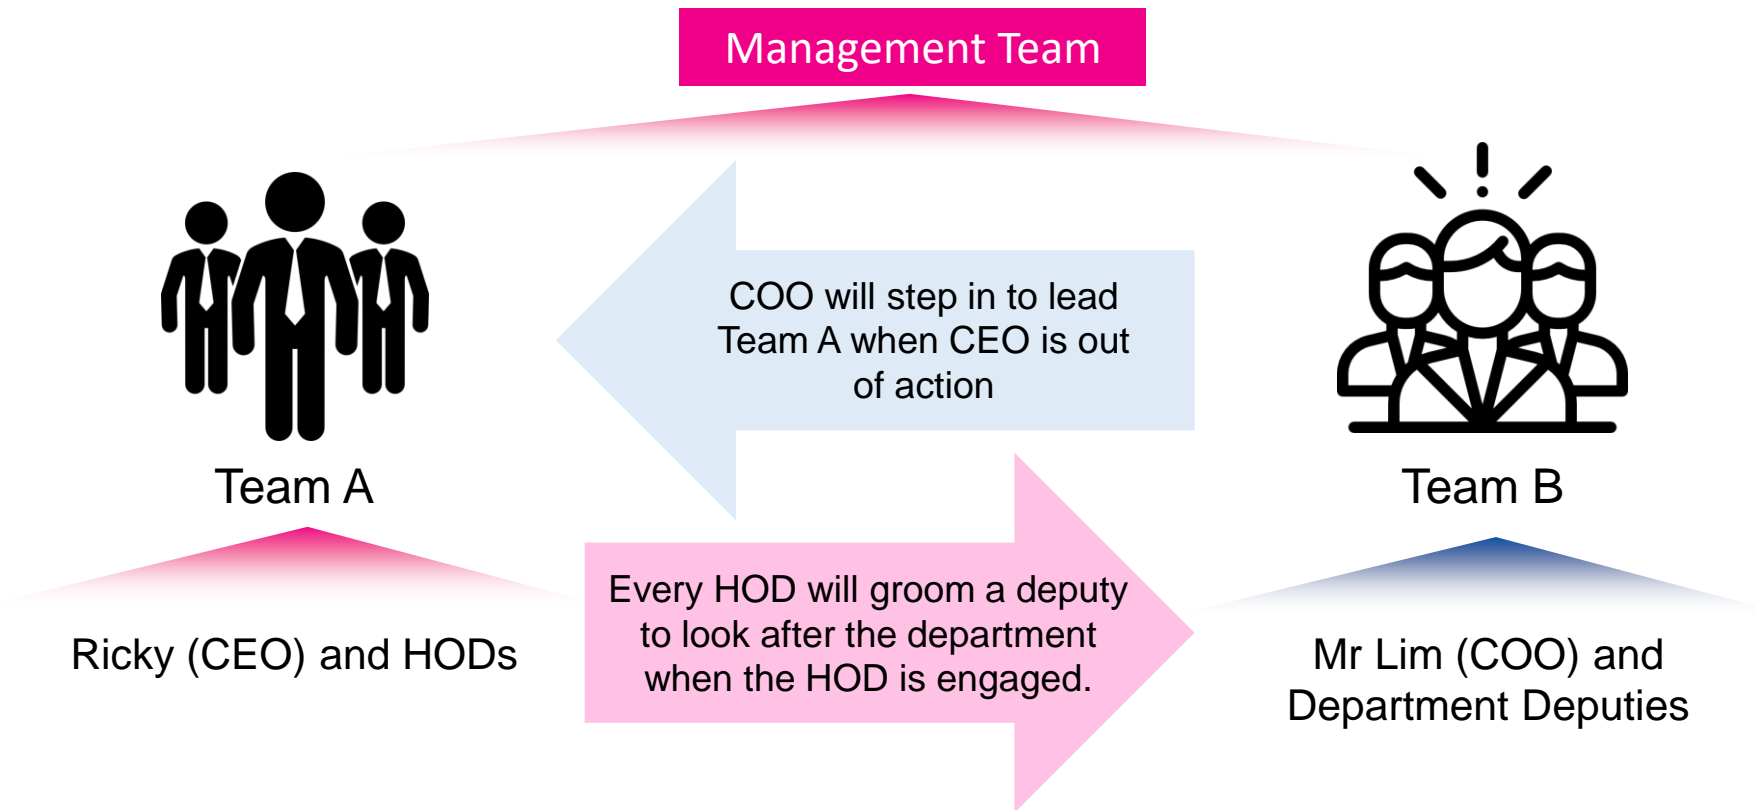 Management Team
COO will step in to lead
Team A when CEO is out
of action
Team A
Team B
Every HOD will groom a deputy
to look after the department
when the HOD is engaged.
Ricky (CEO) and HODs
Mr Lim (COO) and
Department Deputies